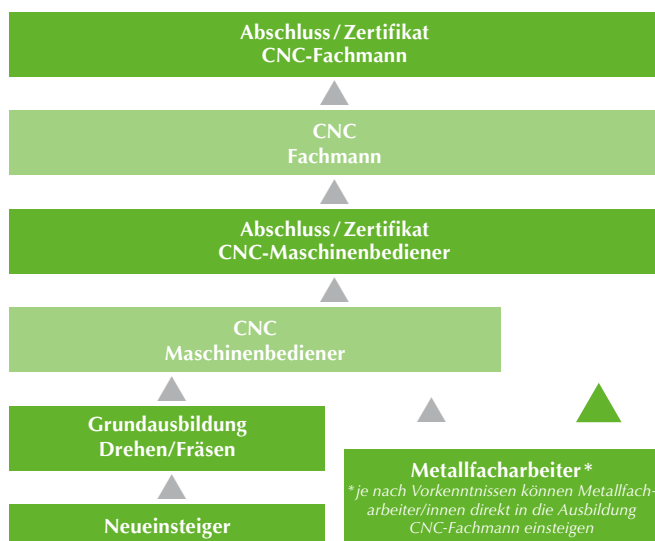 Abschluss / Zertifikat
CNC-Fachmann
CNC
Fachmann
Abschluss / Zertifikat
CNC-Maschinenbediener
CNC
Maschinenbediener
Grundausbildung
Drehen/Fräsen
Neueinsteiger
Metallfacharbeiter *
* je nach Vorkenntnissen können Metallfach-
arbeiter/innen direkt in die Ausbildung
CNC-Fachmann einsteigen